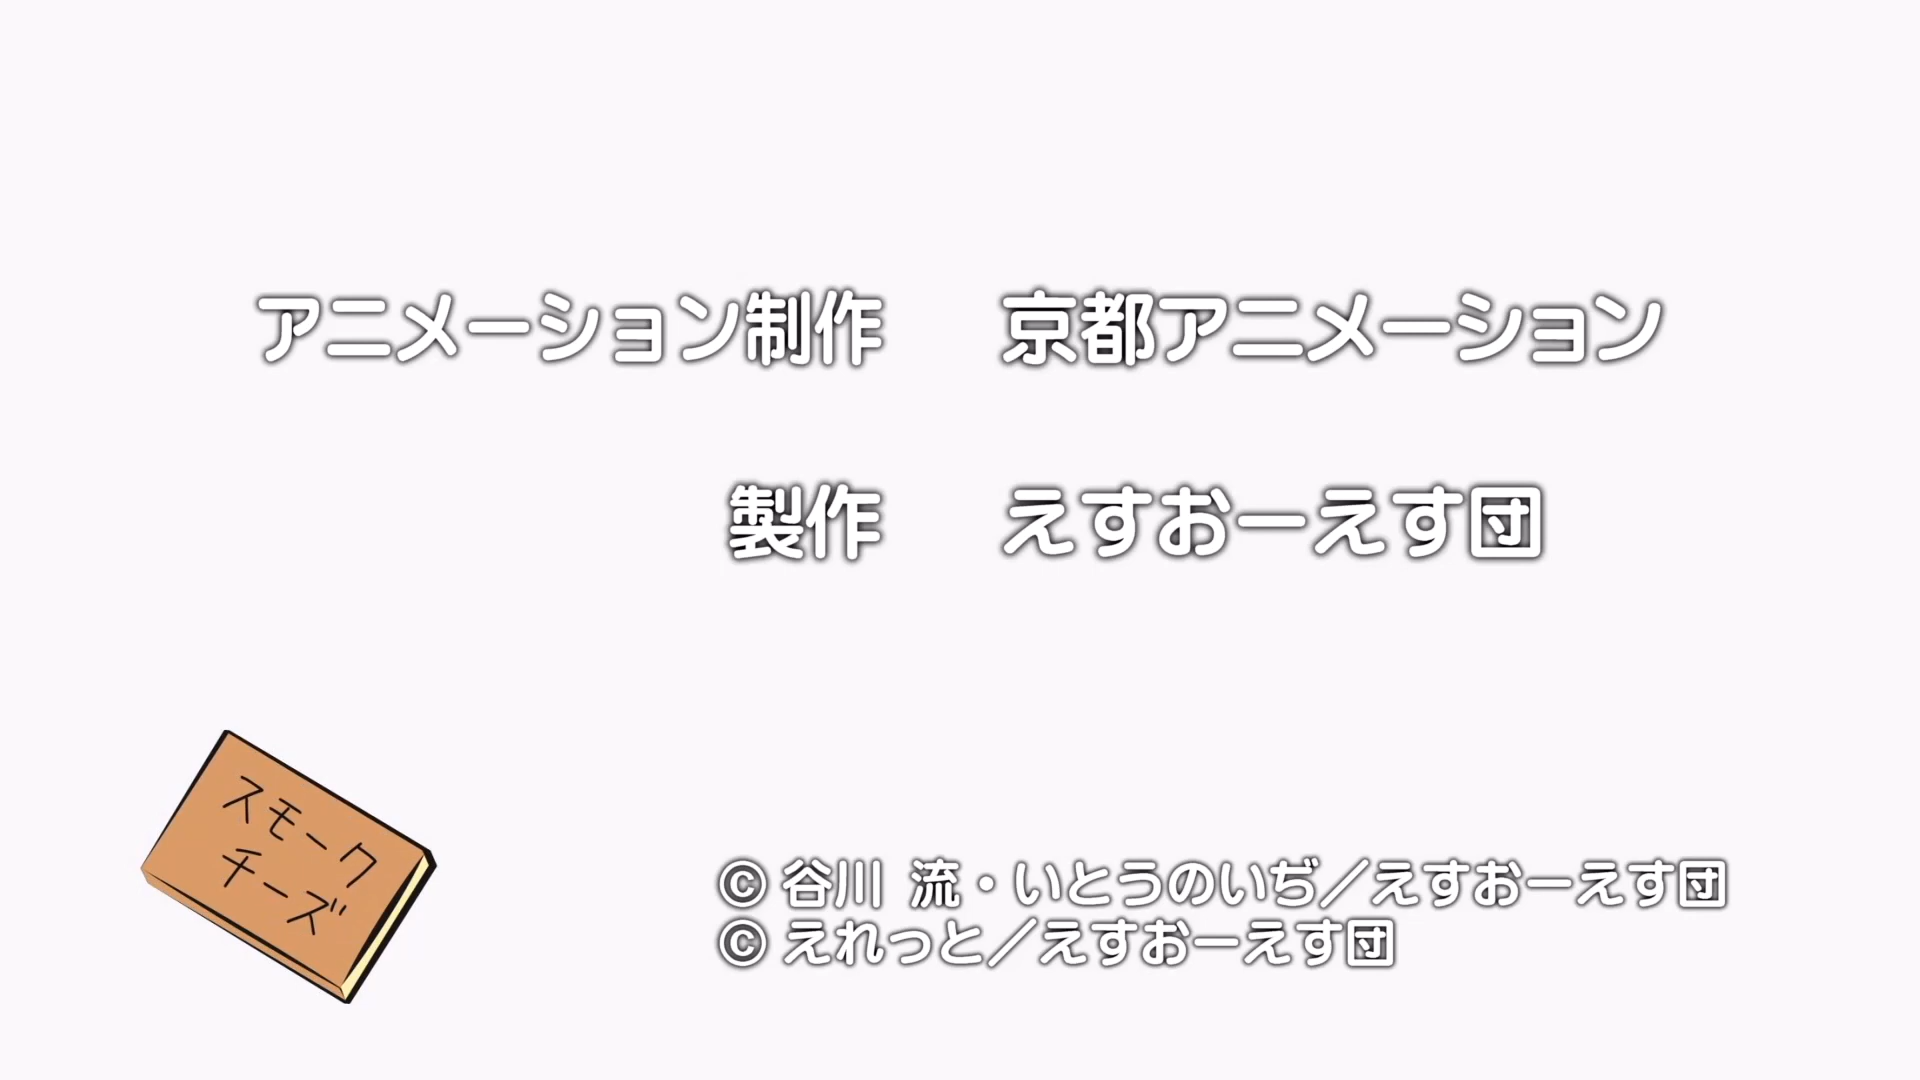 アニメーション制作 京都アニメーション
製作 えすおーえす団
スモーク
チーズ
© 谷川 流・いとうのいぢ／えすおーえす団
© えれっと／えすおーえす団